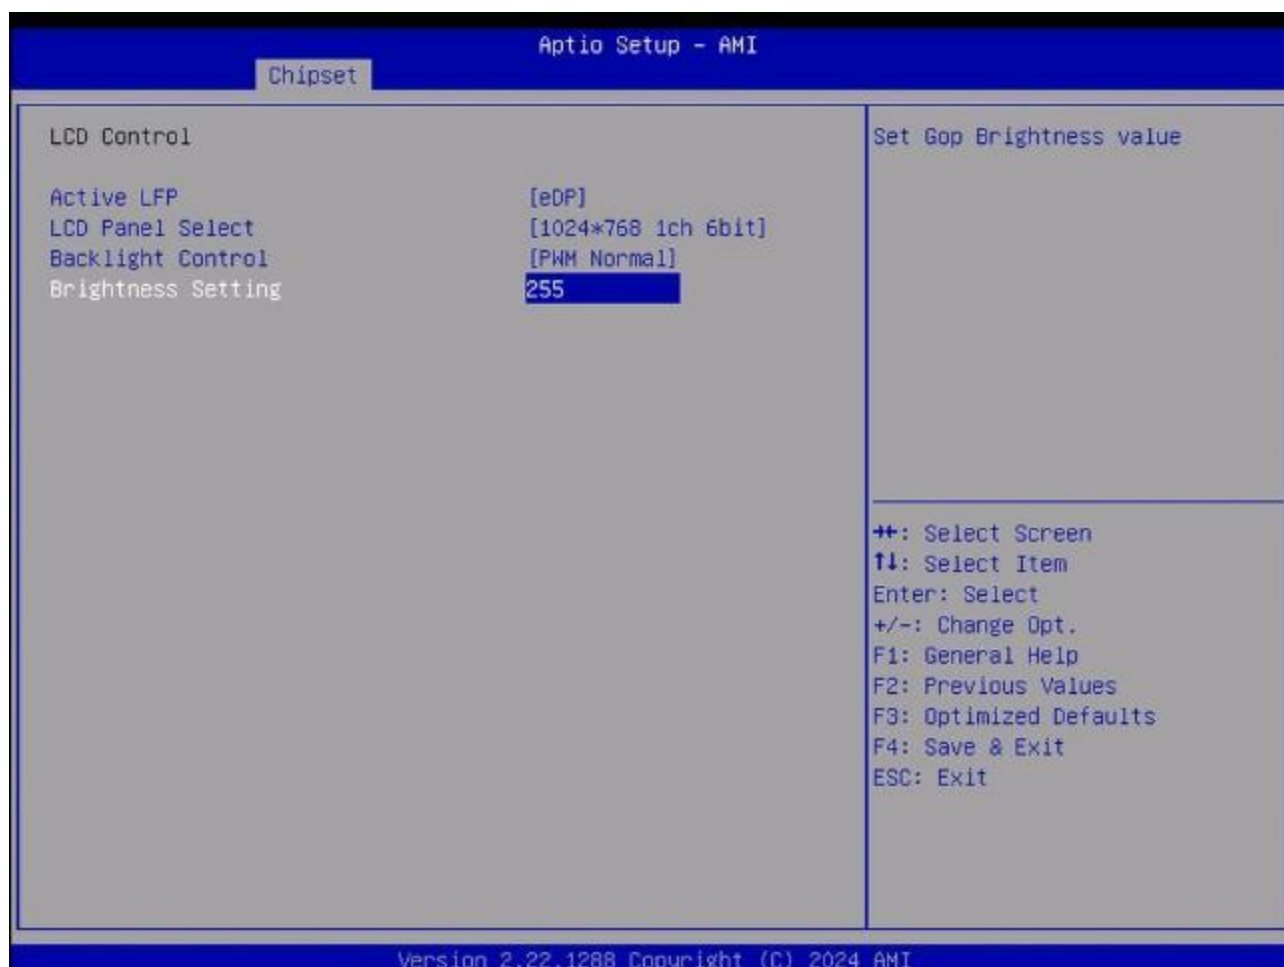 Aptio Setup - AMI
Chipset
LCD Control
Active LFP [eDP]
LCD Panel Select [1024*768 1ch 6bit]
Backlight Control [PWM Normal]
Brightness Setting 255
Set Gop Brightness value
→←: Select Screen
↑↓: Select Item
Enter: Select
+/-: Change Opt.
F1: General Help
F2: Previous Values
F3: Optimized Defaults
F4: Save & Exit
ESC: Exit
Version 2.22.1288 Copyright (C) 2024 AMI